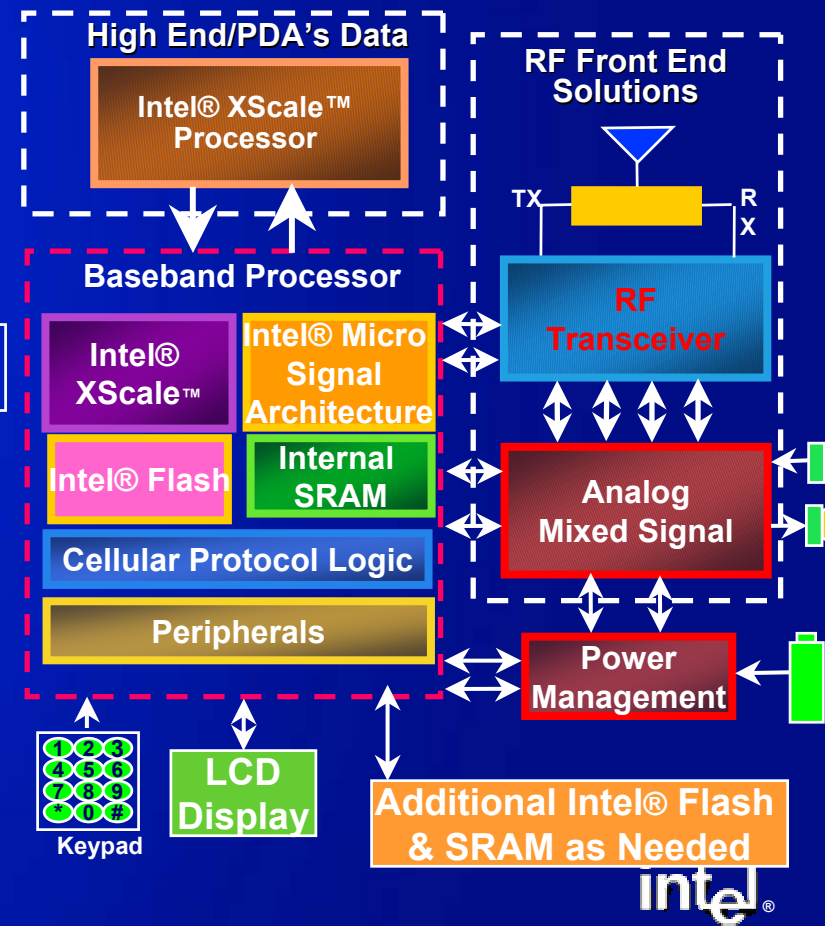 High End/PDA's Data
Intel® XScale™
Processor
RF Front End
Solutions
TX
R
X
Baseband Processor
RF
Transceiver
Intel®
XScale™
Intel® Micro
Signal
Architecture
Intel® Flash
Internal
SRAM
Analog
Mixed Signal
Cellular Protocol Logic
Peripherals
Power
Management
1 2 3
4 5 6
7 8 9
* 0 #
Keypad
LCD
Display
Additional Intel® Flash
& SRAM as Needed
intel®